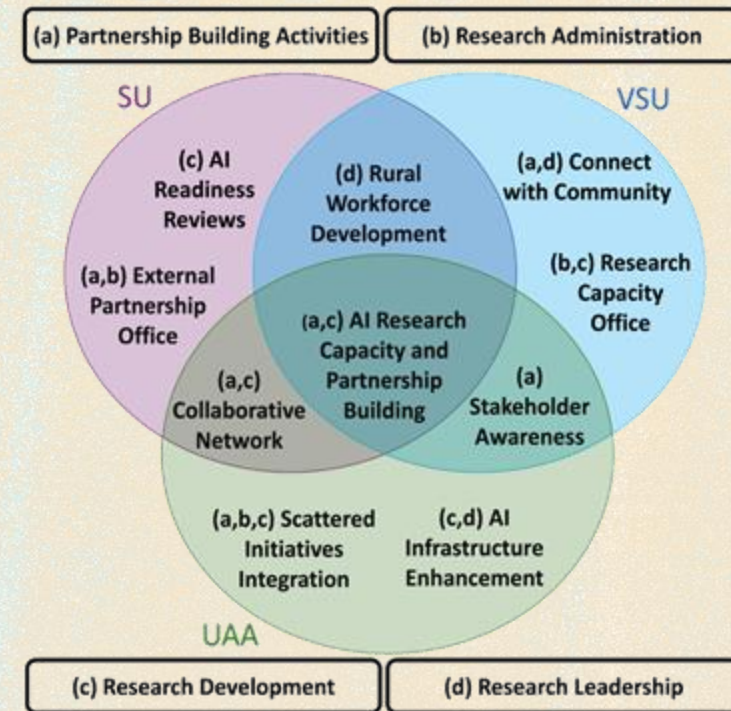 (a) Partnership Building Activities
(b) Research Administration
SU
VSU
(c) AI
Readiness
Reviews
(d) Rural
Workforce
Development
(a,d) Connect
with Community
(a,b) External
Partnership
Office
(b,c) Research
Capacity
Office
(a,c) AI Research
Capacity and
Partnership
Building
(a,c)
Collaborative
Network
(a)
Stakeholder
Awareness
(a,b,c) Scattered
Initiatives
Integration
(c,d) AI
Infrastructure
Enhancement
UAA
(c) Research Development
(d) Research Leadership